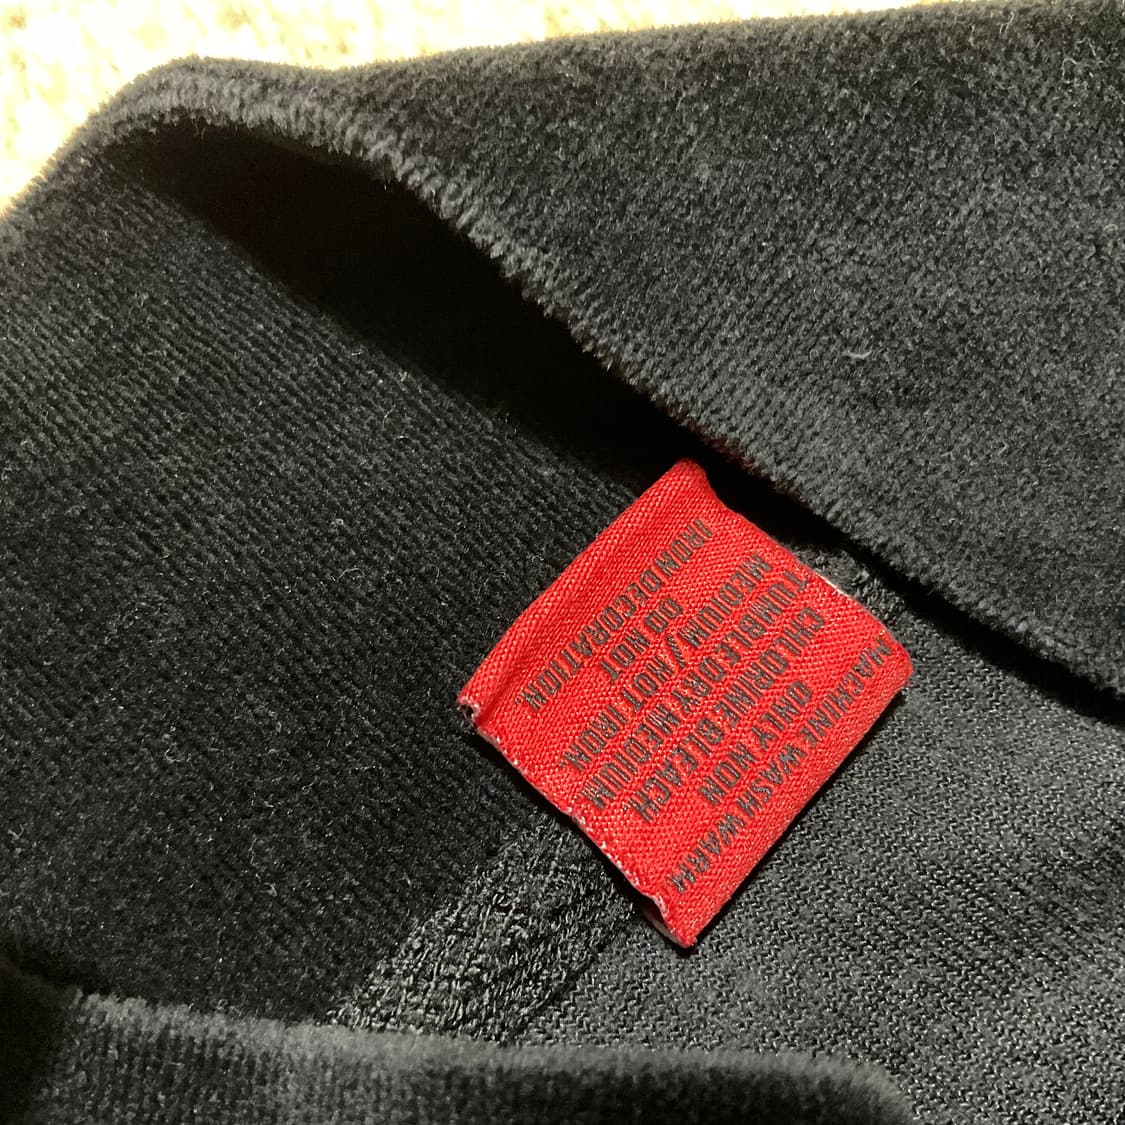 MACHINE WASH WARM
ONLY NON
CHLORINE BLEACH
TUMBLE DRY MEDIUM
MEDIUM/HOT IRON
DO NOT
IRON DECORATION